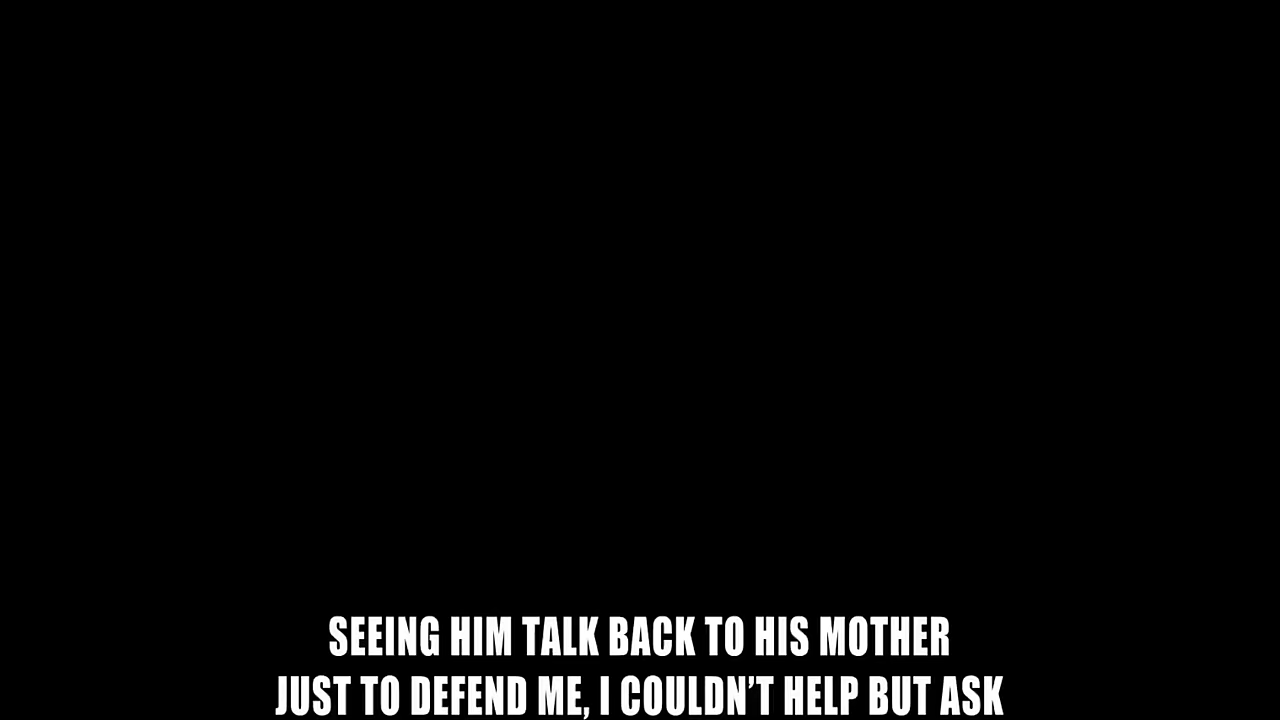 SEEING HIM TALK BACK TO HIS MOTHER
JUST TO DEFEND ME, I COULDN’T HELP BUT ASK